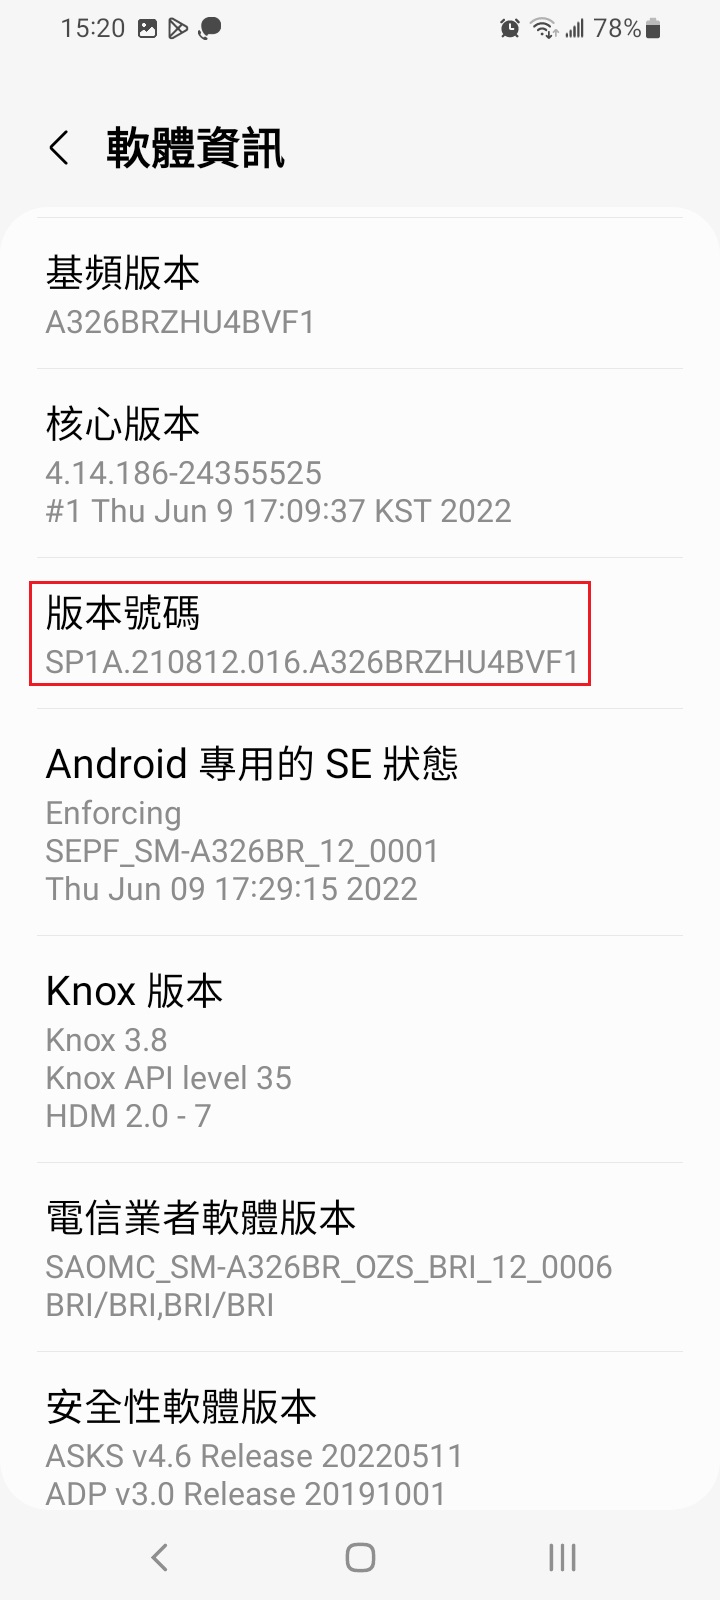 15:20 78%
軟體資訊
基頻版本
A326BRZHU4BVF1
核心版本
4.14.186-24355525
#1 Thu Jun 9 17:09:37 KST 2022
版本號碼
SP1A.210812.016.A326BRZHU4BVF1
Android 專用的 SE 狀態
Enforcing
SEPF_SM-A326BR_12_0001
Thu Jun 09 17:29:15 2022
Knox 版本
Knox 3.8
Knox API level 35
HDM 2.0 - 7
電信業者軟體版本
SAOMC_SM-A326BR_OZS_BRI_12_0006
BRI/BRI,BRI/BRI
安全性軟體版本
ASKS v4.6 Release 20220511
ADP v3.0 Release 20191001